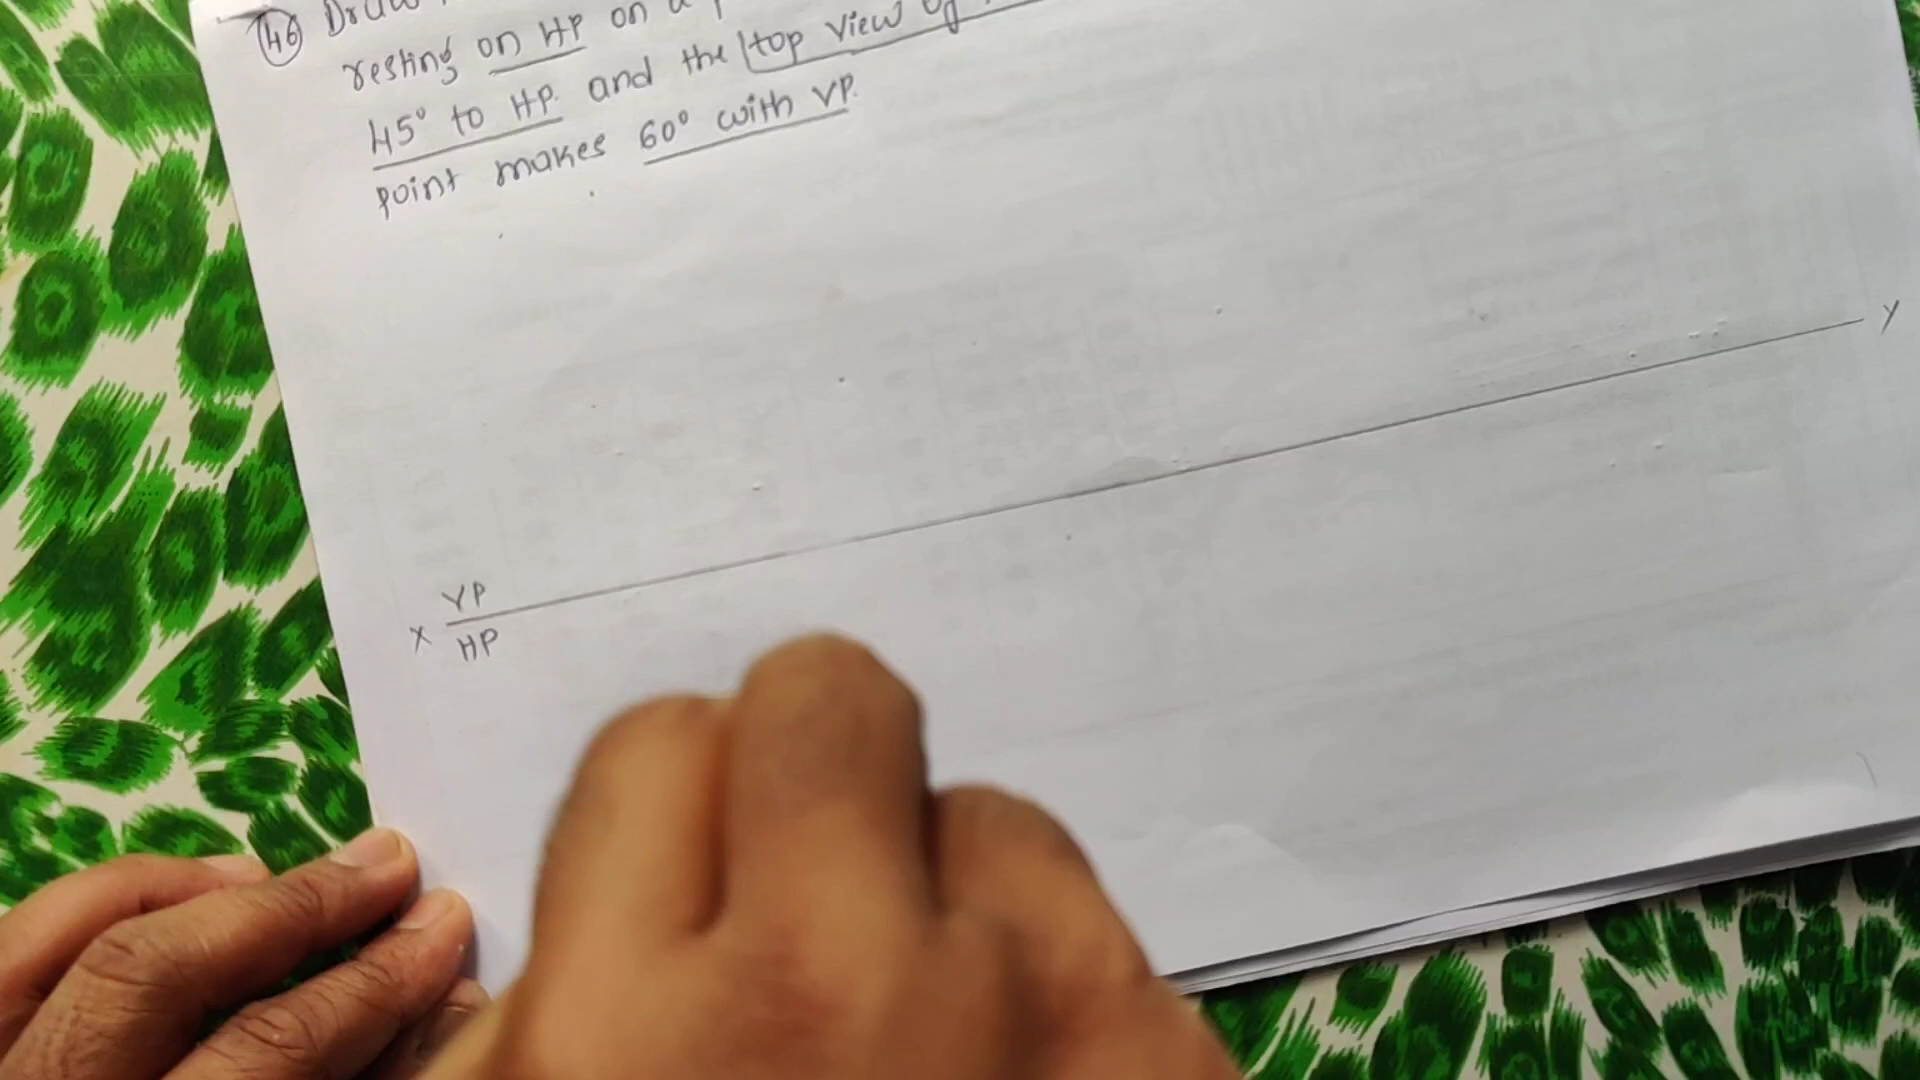 46 Draw
resting on HP on a
45° to HP. and the top view of
point makes 60° with VP.
Y
VP
X
HP